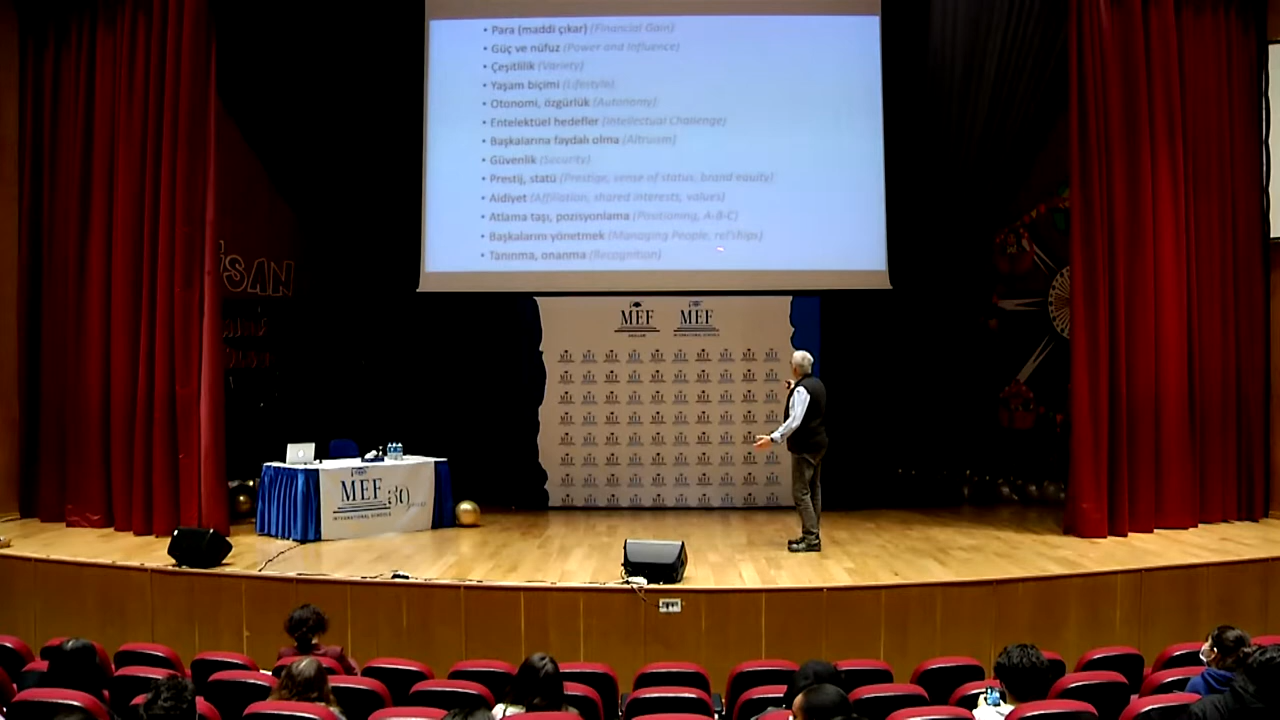 • Para (maddi çıkar) (Financial Gain)
• Güç ve nüfuz (Power and Influence)
• Çeşitlilik (Variety)
• Yaşam biçimi (Lifestyle)
• Otonomi, özgürlük (Autonomy)
• Entelektüel hedefler (Intellectual Challenge)
• Başkalarına faydalı olma (Altruism)
• Güvenlik (Security)
• Prestij, statü (Prestige, sense of status, brand equity)
• Aidiyet (Affiliation, shared interests, values)
• Atlama taşı, pozisyonlama (Positioning, A-B-C)
• Başkalarını yönetmek (Managing People, rel'ships)
• Tanınma, onanma (Recognition)
MEF MEF
INTERNATIONAL SCHOOLS
MEF 30
INTERNATIONAL SCHOOLS